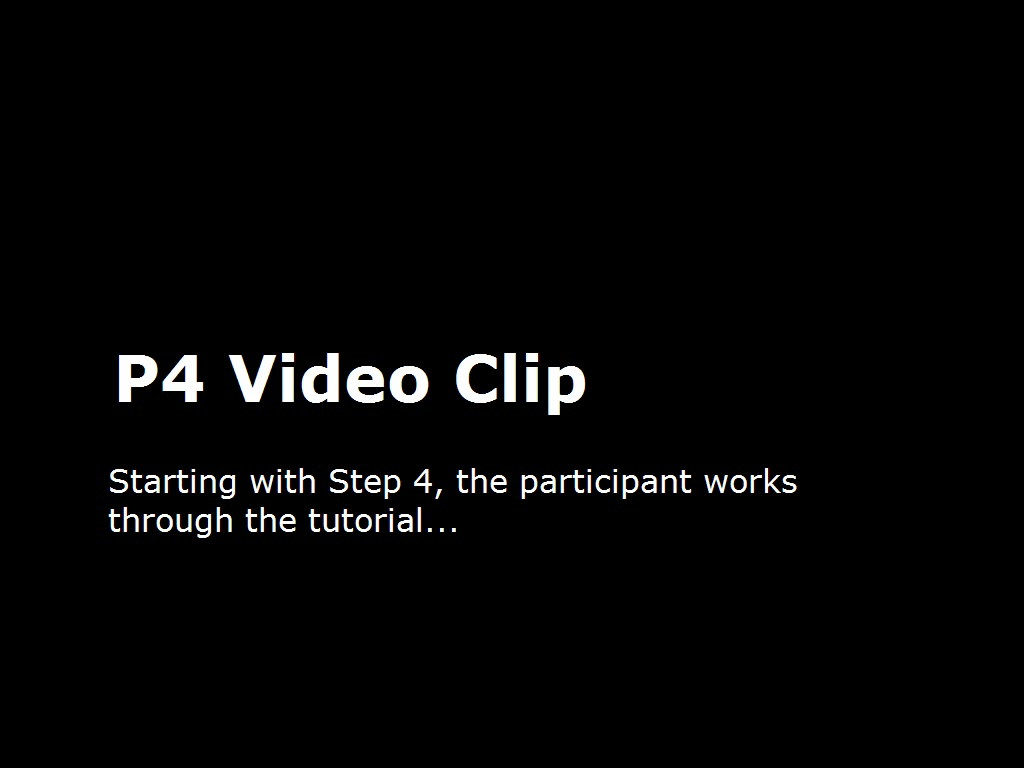 P4 Video Clip
Starting with Step 4, the participant works
through the tutorial...